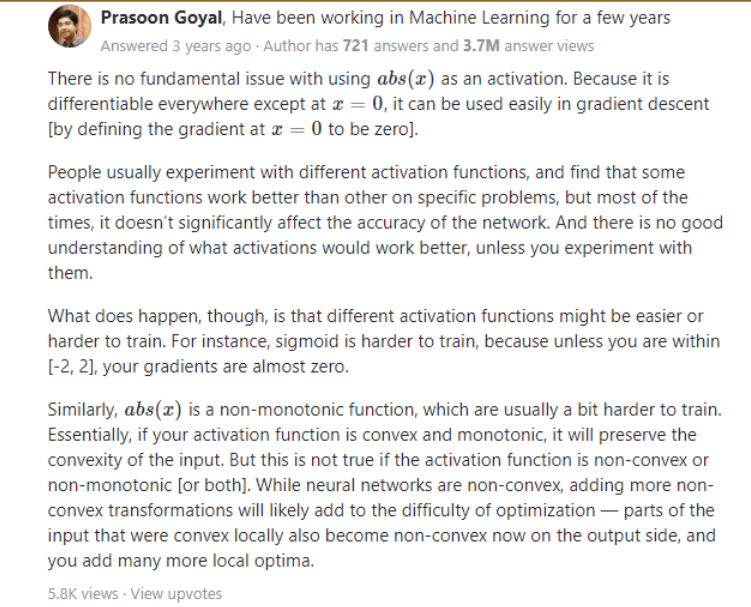 Prasoon Goyal, Have been working in Machine Learning for a few years
Answered 3 years ago · Author has 721 answers and 3.7M answer views
There is no fundamental issue with using abs(x) as an activation. Because it is
differentiable everywhere except at x = 0, it can be used easily in gradient descent
[by defining the gradient at x = 0 to be zero].
People usually experiment with different activation functions, and find that some
activation functions work better than other on specific problems, but most of the
times, it doesn't significantly affect the accuracy of the network. And there is no good
understanding of what activations would work better, unless you experiment with
them.
What does happen, though, is that different activation functions might be easier or
harder to train. For instance, sigmoid is harder to train, because unless you are within
[-2, 2], your gradients are almost zero.
Similarly, abs(x) is a non-monotonic function, which are usually a bit harder to train.
Essentially, if your activation function is convex and monotonic, it will preserve the
convexity of the input. But this is not true if the activation function is non-convex or
non-monotonic [or both]. While neural networks are non-convex, adding more non-
convex transformations will likely add to the difficulty of optimization — parts of the
input that were convex locally also become non-convex now on the output side, and
you add many more local optima.
5.8K views · View upvotes